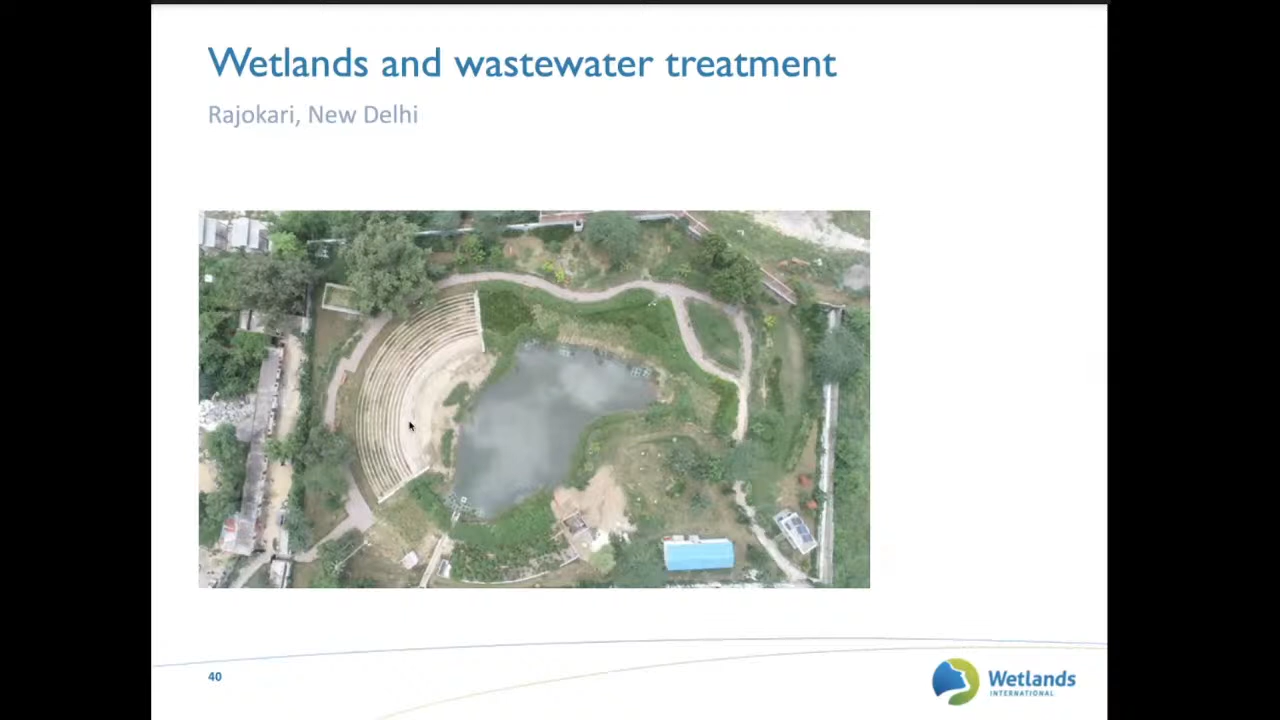 Wetlands and wastewater treatment
Rajokari, New Delhi
40
Wetlands
INTERNATIONAL